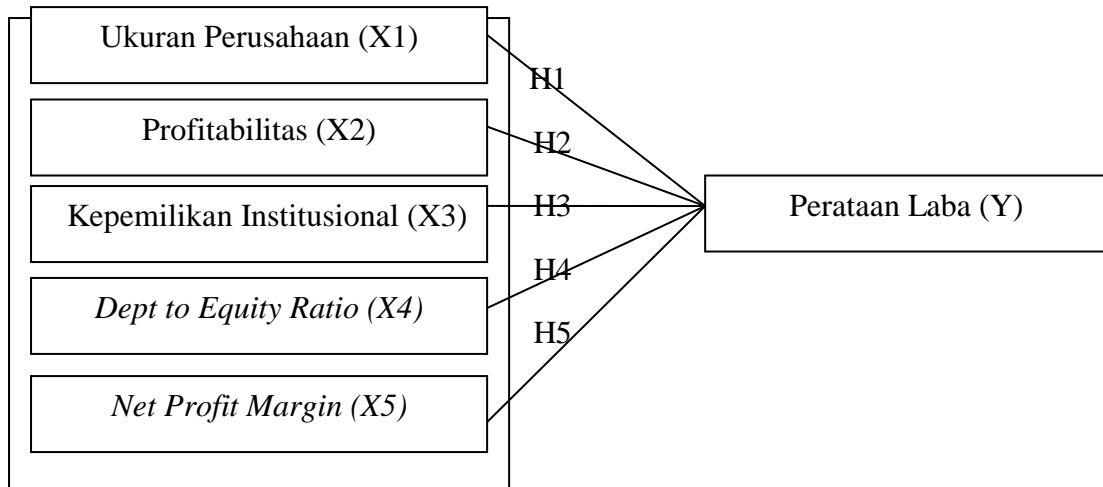 Ukuran Perusahaan (X1)
H1
Profitabilitas (X2)
H2
Kepemilikan Institusional (X3)
H3
Perataan Laba (Y)
H4
Dept to Equity Ratio (X4)
H5
Net Profit Margin (X5)